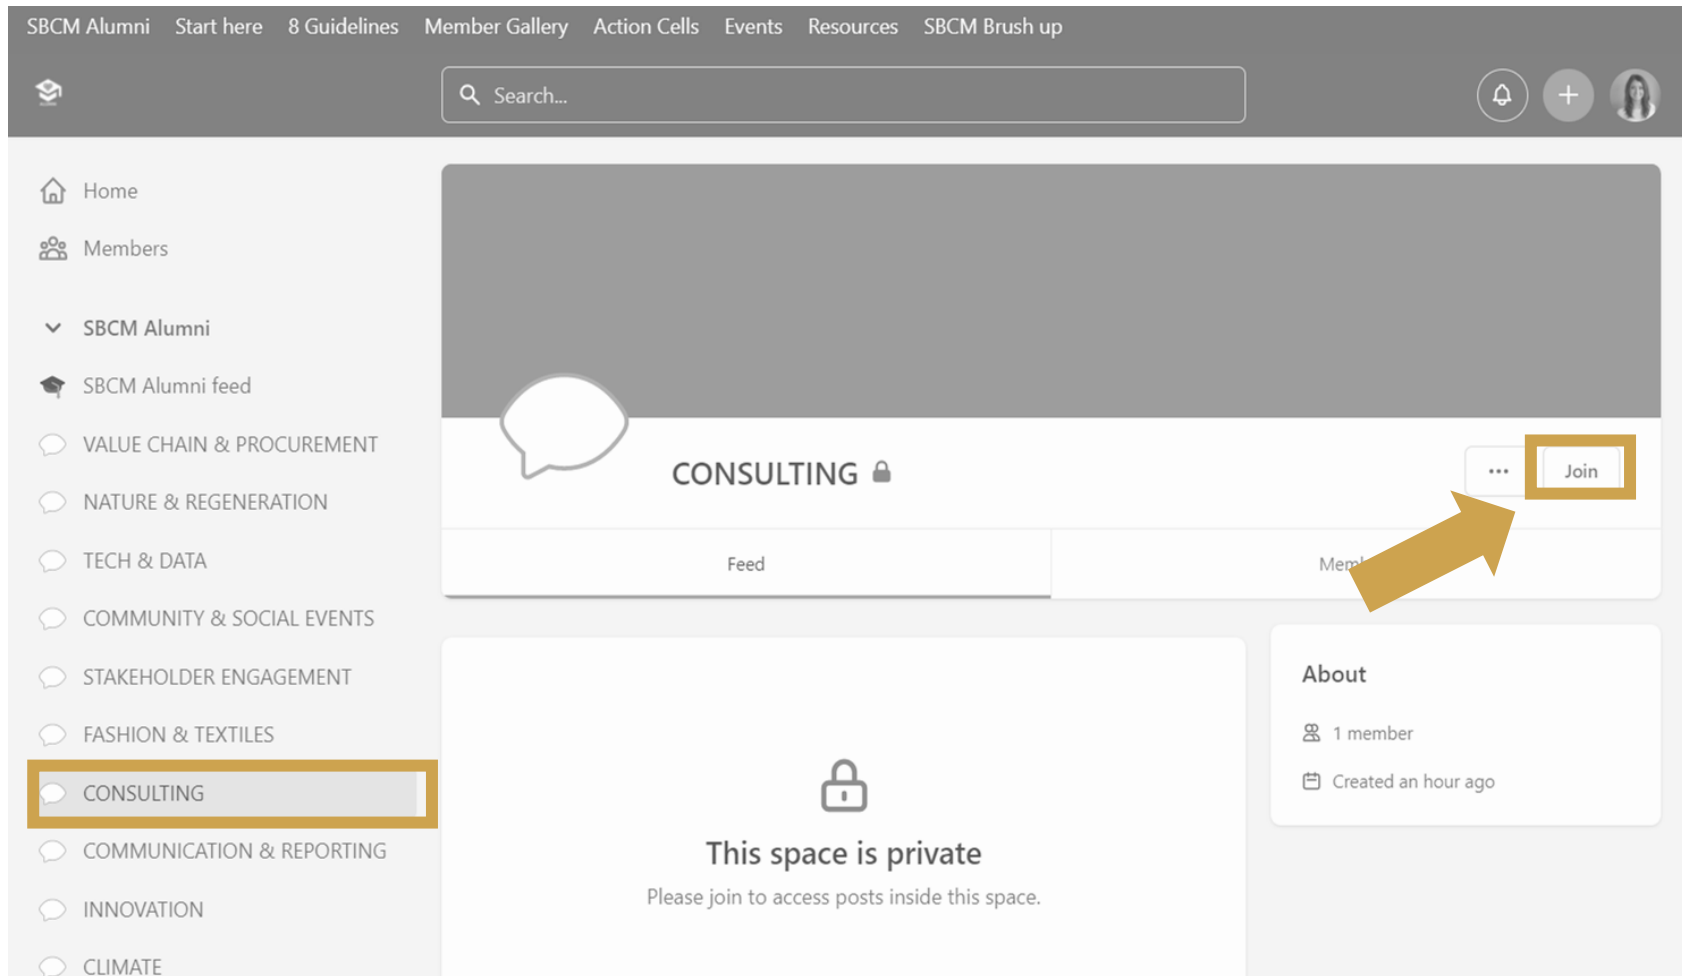 SBCM Alumni Start here 8 Guidelines Member Gallery Action Cells Events Resources SBCM Brush up
Search...
Home
Members
SBCM Alumni
SBCM Alumni feed
VALUE CHAIN & PROCUREMENT
NATURE & REGENERATION
TECH & DATA
COMMUNITY & SOCIAL EVENTS
STAKEHOLDER ENGAGEMENT
FASHION & TEXTILES
CONSULTING
COMMUNICATION & REPORTING
INNOVATION
CLIMATE
CONSULTING
... Join
Feed
This space is private
Please join to access posts inside this space.
About
1 member
Created an hour ago